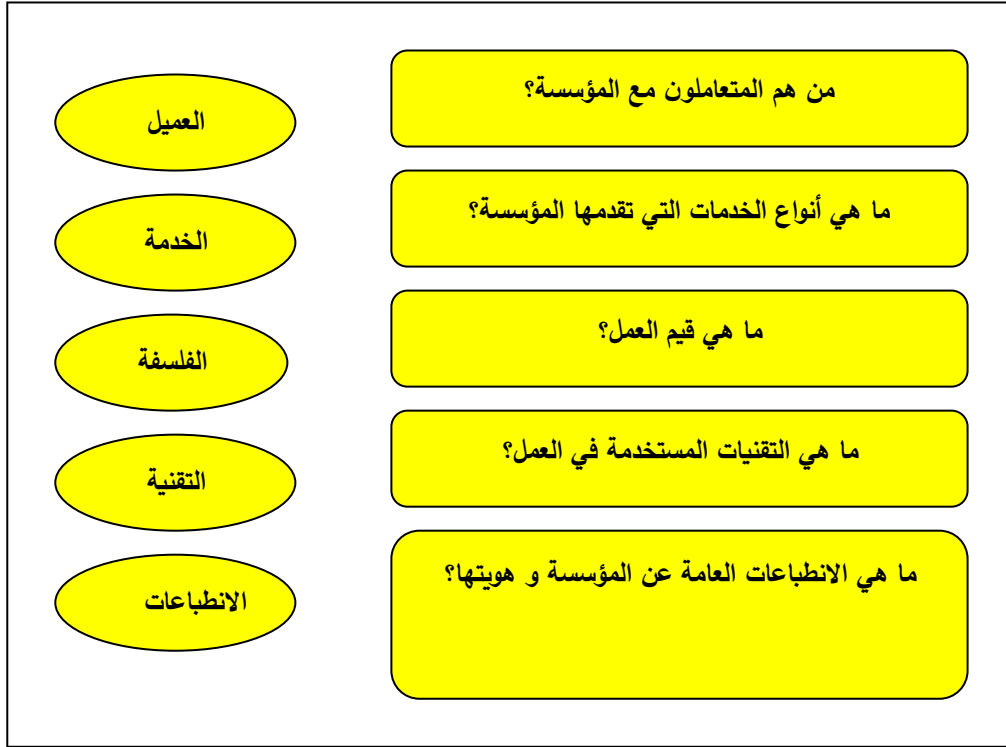 من هم المتعاملون مع المؤسسة؟
العميل
ما هي أنواع الخدمات التي تقدمها المؤسسة؟
الخدمة
ما هي قيم العمل؟
الفلسفة
ما هي التقنيات المستخدمة في العمل؟
التقنية
ما هي الانطباعات العامة عن المؤسسة و هويتها؟
الانطباعات